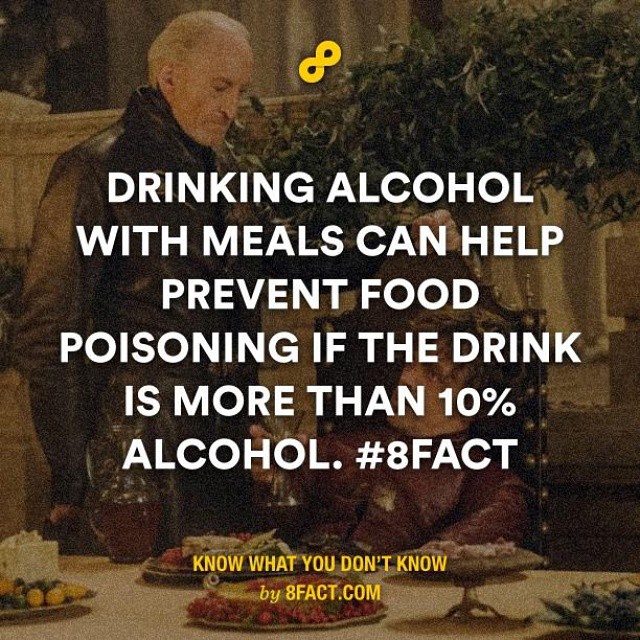 DRINKING ALCOHOL
WITH MEALS CAN HELP
PREVENT FOOD
POISONING IF THE DRINK
IS MORE THAN 10%
ALCOHOL. #8FACT
KNOW WHAT YOU DON'T KNOW
by 8FACT.COM